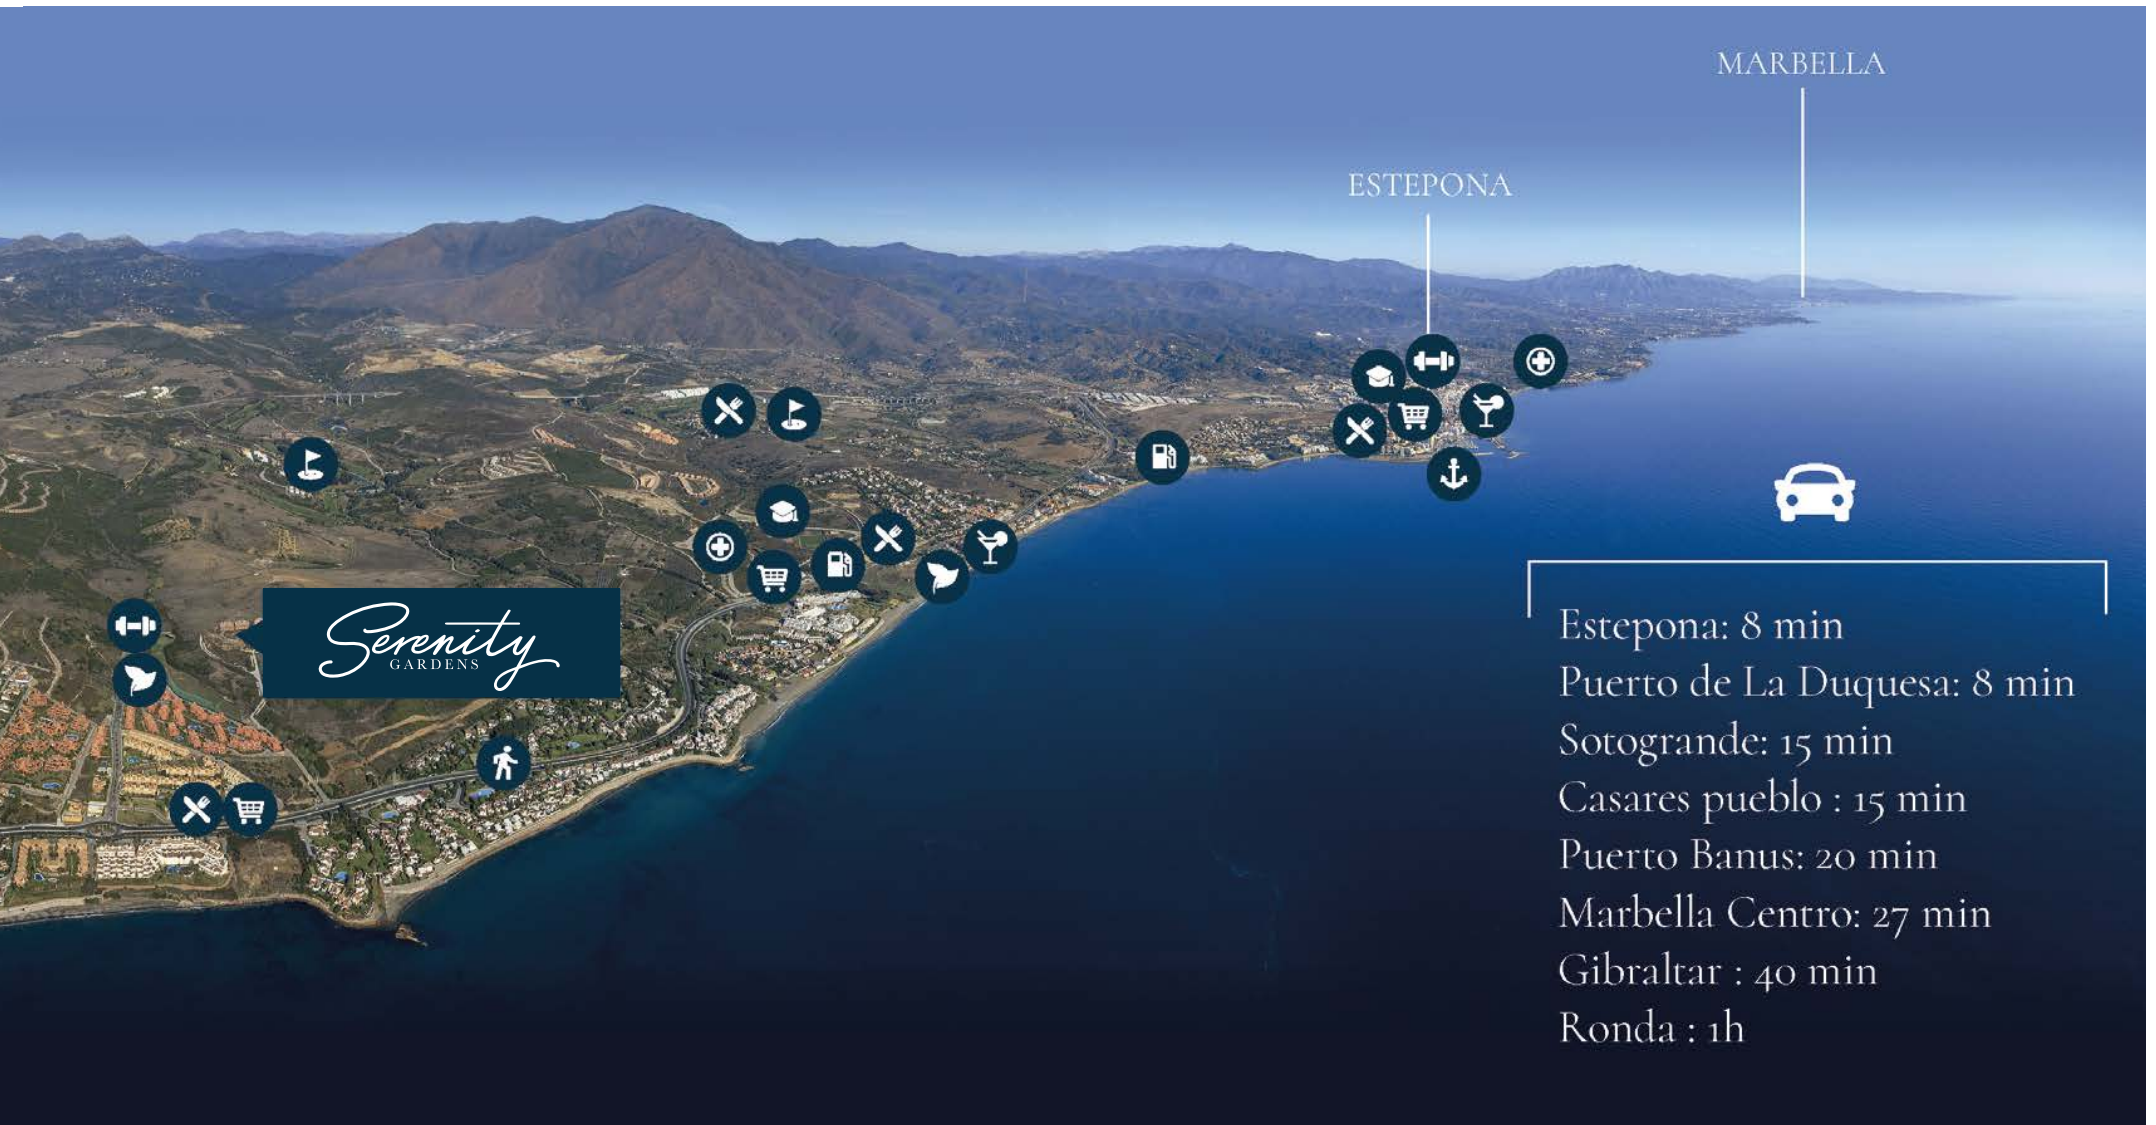 MARBELLA
ESTEPONA
Serenity
GARDENS
Estepona: 8 min
Puerto de La Duquesa: 8 min
Sotogrande: 15 min
Casares pueblo : 15 min
Puerto Banus: 20 min
Marbella Centro: 27 min
Gibraltar : 40 min
Ronda : 1h